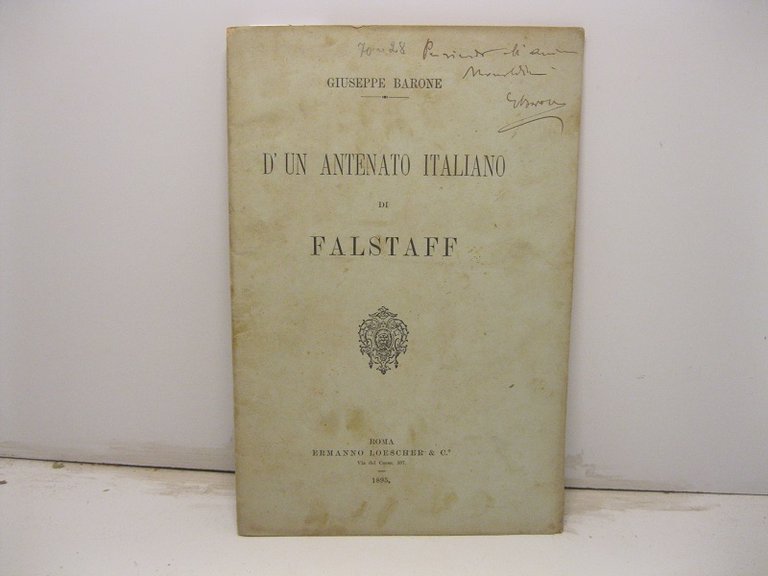 GIUSEPPE BARONE
D' UN ANTENATO ITALIANO
DI
FALSTAFF
ROMA
ERMANNO LOESCHER & C.º
Via del Corso, 307.
1895.